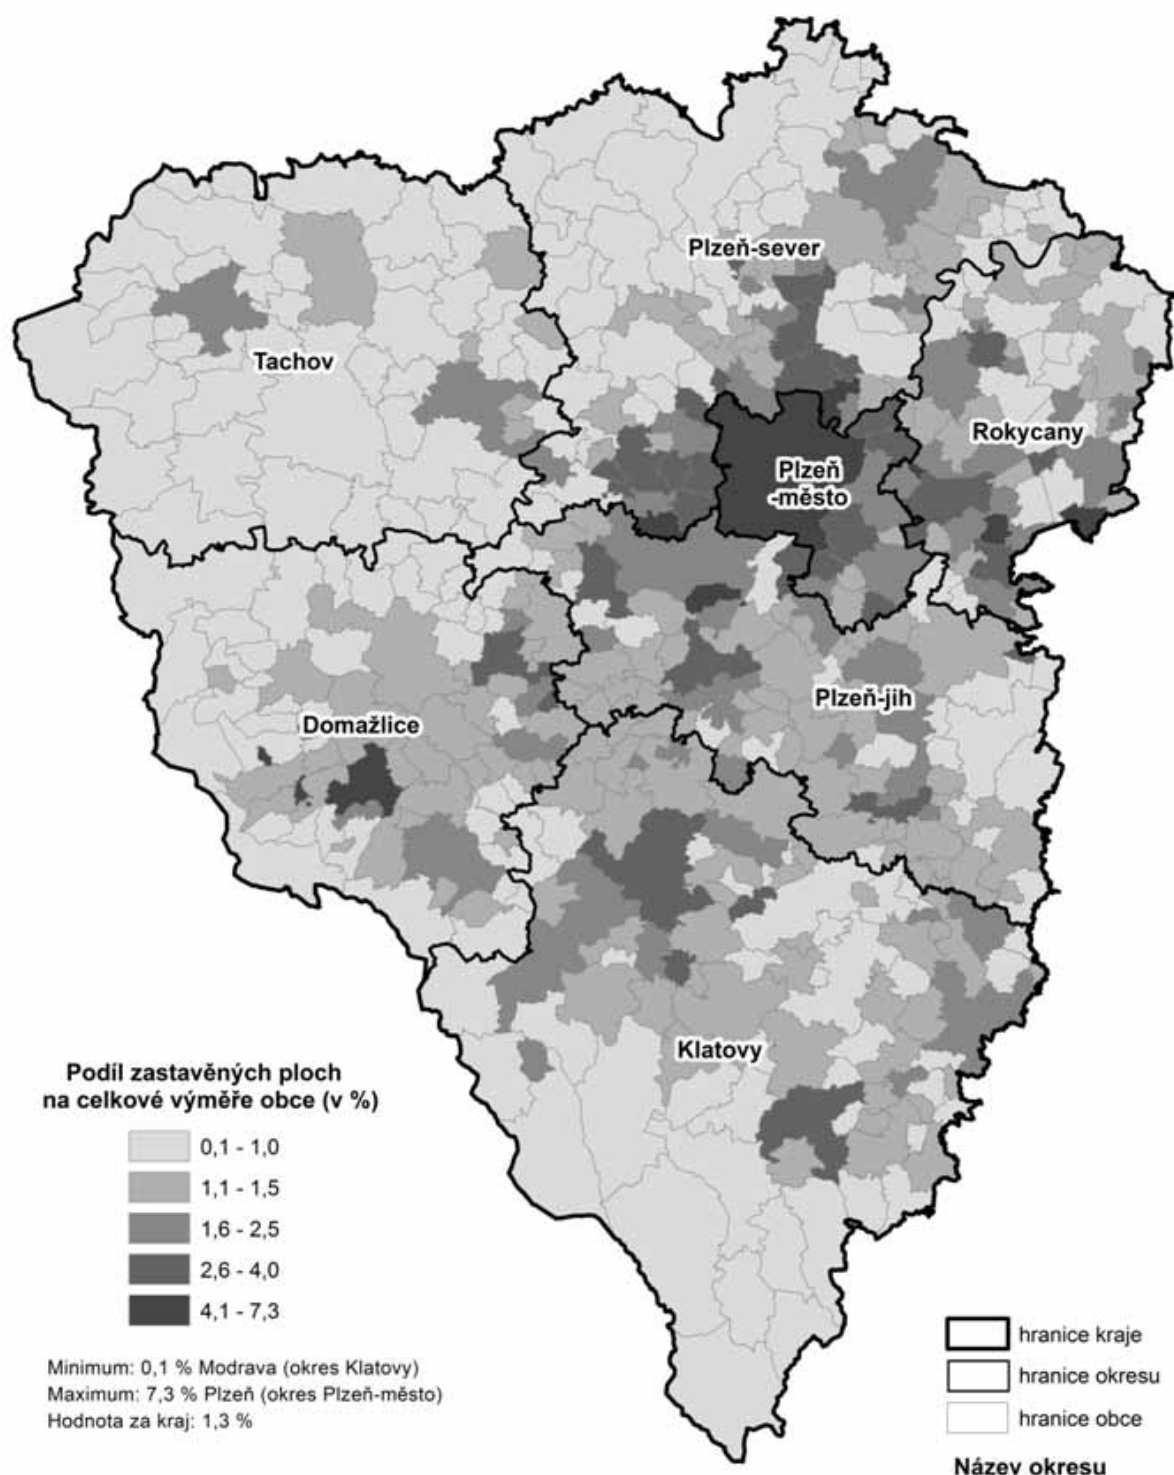 Plzeň-sever
Tachov
Rokycany
Plzeň
-město
Plzeň-jih
Domažlice
Klatovy
Podíl zastavěných ploch
na celkové výměře obce (v %)
0,1 - 1,0
1,1 - 1,5
1,6 - 2,5
2,6 - 4,0
4,1 - 7,3
Minimum: 0,1 % Modrava (okres Klatovy)
Maximum: 7,3 % Plzeň (okres Plzeň-město)
Hodnota za kraj: 1,3 %
hranice kraje
hranice okresu
hranice obce
Název okresu